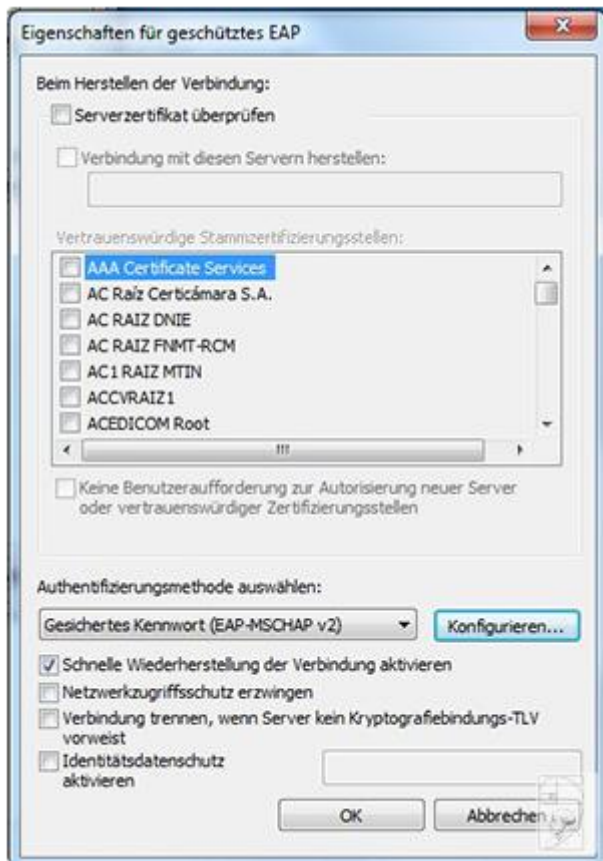 Eigenschaften für geschütztes EAP
Beim Herstellen der Verbindung:
Serverzertifikat überprüfen
Verbindung mit diesen Servern herstellen:
Vertrauenswürdige Stammzertifizierungsstellen:
AAA Certificate Services
AC Raíz Certicámara S.A.
AC RAIZ DNIE
AC RAIZ FNMT-RCM
AC1 RAIZ MTIN
ACCVRAIZ1
ACEDICOM Root
Keine Benutzeraufforderung zur Autorisierung neuer Server
oder vertrauenswürdiger Zertifizierungsstellen
Authentifizierungsmethode auswählen:
Gesichertes Kennwort (EAP-MSCHAP v2) Konfigurieren...
Schnelle Wiederherstellung der Verbindung aktivieren
Netzwerkzugriffsschutz erzwingen
Verbindung trennen, wenn Server kein Kryptografiebindungs-TLV
vorweist
Identitätsdatenschutz
aktivieren
OK Abbrechen